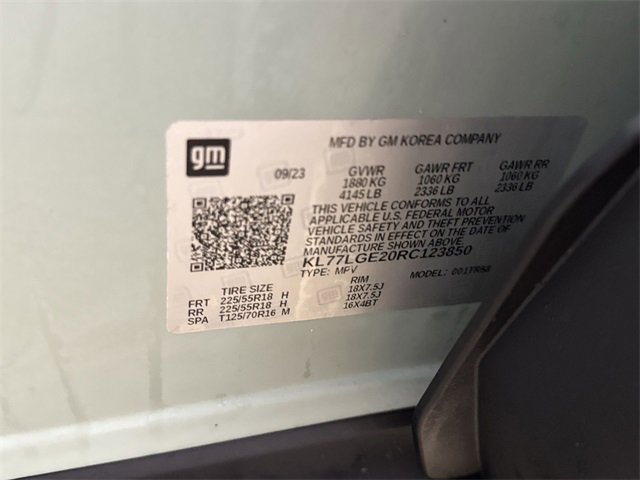 gm
MFD BY GM KOREA COMPANY
09/23 GVWR GAWR FRT GAWR RR
1880 KG 1060 KG 1060 KG
4145 LB 2336 LB 2336 LB
THIS VEHICLE CONFORMS TO ALL
APPLICABLE U.S. FEDERAL MOTOR
VEHICLE SAFETY AND THEFT PREVENTION
STANDARDS IN EFFECT ON THE DATE OF
MANUFACTURE SHOWN ABOVE.
KL77LGE20RC123850
TYPE: MPV MODEL: 001TR58
TIRE SIZE RIM
FRT 225/55R18 H 18X7.5J
RR 225/55R18 H 18X7.5J
SPA T125/70R16 M 16X4BT